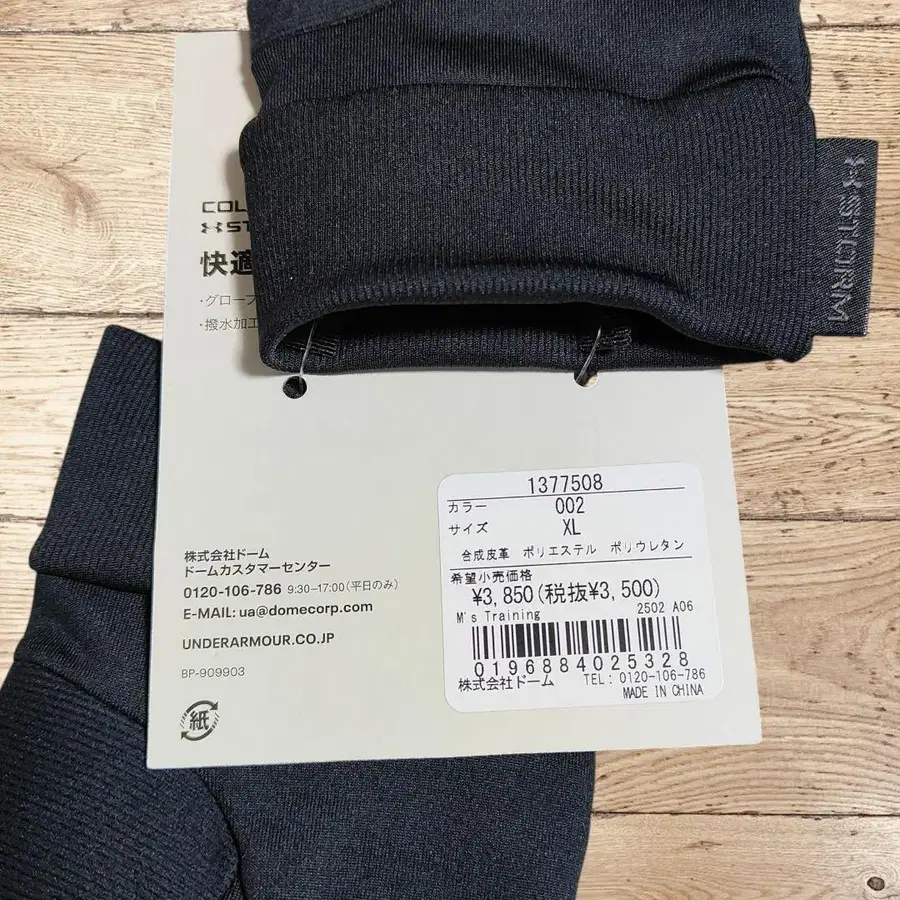 COL
ST
快適
・グローブ
・撥水加工
STORM
株式会社ドーム
ドームカスタマーセンター
0120-106-786 9:30–17:00(平日のみ)
E-MAIL: ua@domecorp.com
UNDERARMOUR.CO.JP
BP-909903
紙
1377508
カラー 002
サイズ XL
合成皮革 ポリエステル ポリウレタン
希望小売価格
¥3,850(税抜¥3,500)
M's Training 2502 A06
0196884025328
株式会社ドーム TEL: 0120-106-786
MADE IN CHINA